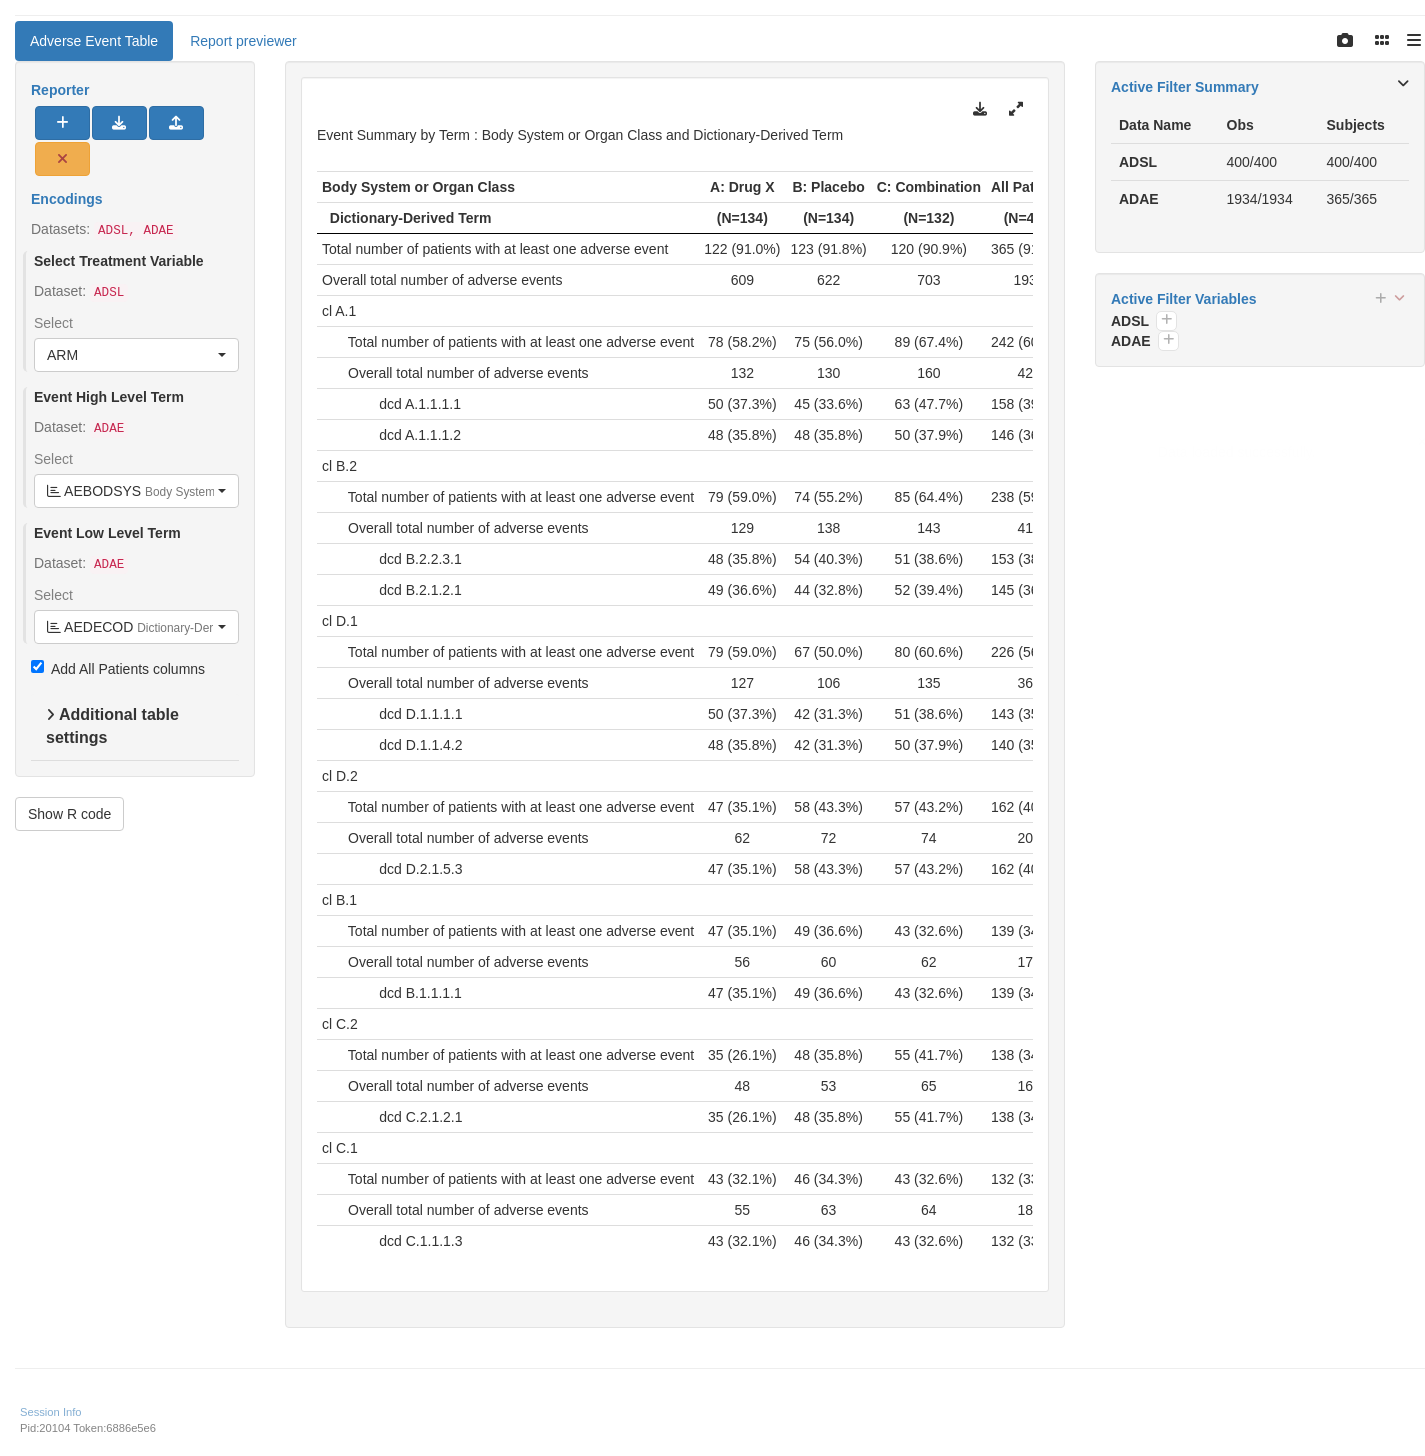 Adverse Event Table
Report previewer
Reporter
Encodings
Datasets: ADSL, ADAE
Select Treatment Variable
Dataset: ADSL
Select
ARM
Event High Level Term
Dataset: ADAE
Select
AEBODSYS Body System
Event Low Level Term
Dataset: ADAE
Select
AEDECOD Dictionary-Der
Add All Patients columns
Additional table
settings
Show R code
Event Summary by Term : Body System or Organ Class and Dictionary-Derived Term
Body System or Organ Class A: Drug X B: Placebo C: Combination All Pat
Dictionary-Derived Term (N=134) (N=134) (N=132) (N=4
Total number of patients with at least one adverse event 122 (91.0%) 123 (91.8%) 120 (90.9%) 365 (91
Overall total number of adverse events 609 622 703 193
cl A.1
Total number of patients with at least one adverse event 78 (58.2%) 75 (56.0%) 89 (67.4%) 242 (60
Overall total number of adverse events 132 130 160 42
dcd A.1.1.1.1 50 (37.3%) 45 (33.6%) 63 (47.7%) 158 (39
dcd A.1.1.1.2 48 (35.8%) 48 (35.8%) 50 (37.9%) 146 (36
cl B.2
Total number of patients with at least one adverse event 79 (59.0%) 74 (55.2%) 85 (64.4%) 238 (59
Overall total number of adverse events 129 138 143 41
dcd B.2.2.3.1 48 (35.8%) 54 (40.3%) 51 (38.6%) 153 (38
dcd B.2.1.2.1 49 (36.6%) 44 (32.8%) 52 (39.4%) 145 (36
cl D.1
Total number of patients with at least one adverse event 79 (59.0%) 67 (50.0%) 80 (60.6%) 226 (56
Overall total number of adverse events 127 106 135 36
dcd D.1.1.1.1 50 (37.3%) 42 (31.3%) 51 (38.6%) 143 (35
dcd D.1.1.4.2 48 (35.8%) 42 (31.3%) 50 (37.9%) 140 (35
cl D.2
Total number of patients with at least one adverse event 47 (35.1%) 58 (43.3%) 57 (43.2%) 162 (40
Overall total number of adverse events 62 72 74 20
dcd D.2.1.5.3 47 (35.1%) 58 (43.3%) 57 (43.2%) 162 (40
cl B.1
Total number of patients with at least one adverse event 47 (35.1%) 49 (36.6%) 43 (32.6%) 139 (34
Overall total number of adverse events 56 60 62 17
dcd B.1.1.1.1 47 (35.1%) 49 (36.6%) 43 (32.6%) 139 (34
cl C.2
Total number of patients with at least one adverse event 35 (26.1%) 48 (35.8%) 55 (41.7%) 138 (34
Overall total number of adverse events 48 53 65 16
dcd C.2.1.2.1 35 (26.1%) 48 (35.8%) 55 (41.7%) 138 (34
cl C.1
Total number of patients with at least one adverse event 43 (32.1%) 46 (34.3%) 43 (32.6%) 132 (33
Overall total number of adverse events 55 63 64 18
dcd C.1.1.1.3 43 (32.1%) 46 (34.3%) 43 (32.6%) 132 (33
Active Filter Summary
Data Name Obs Subjects
ADSL 400/400 400/400
ADAE 1934/1934 365/365
Active Filter Variables
ADSL
ADAE
Session Info
Pid:20104 Token:6886e5e6